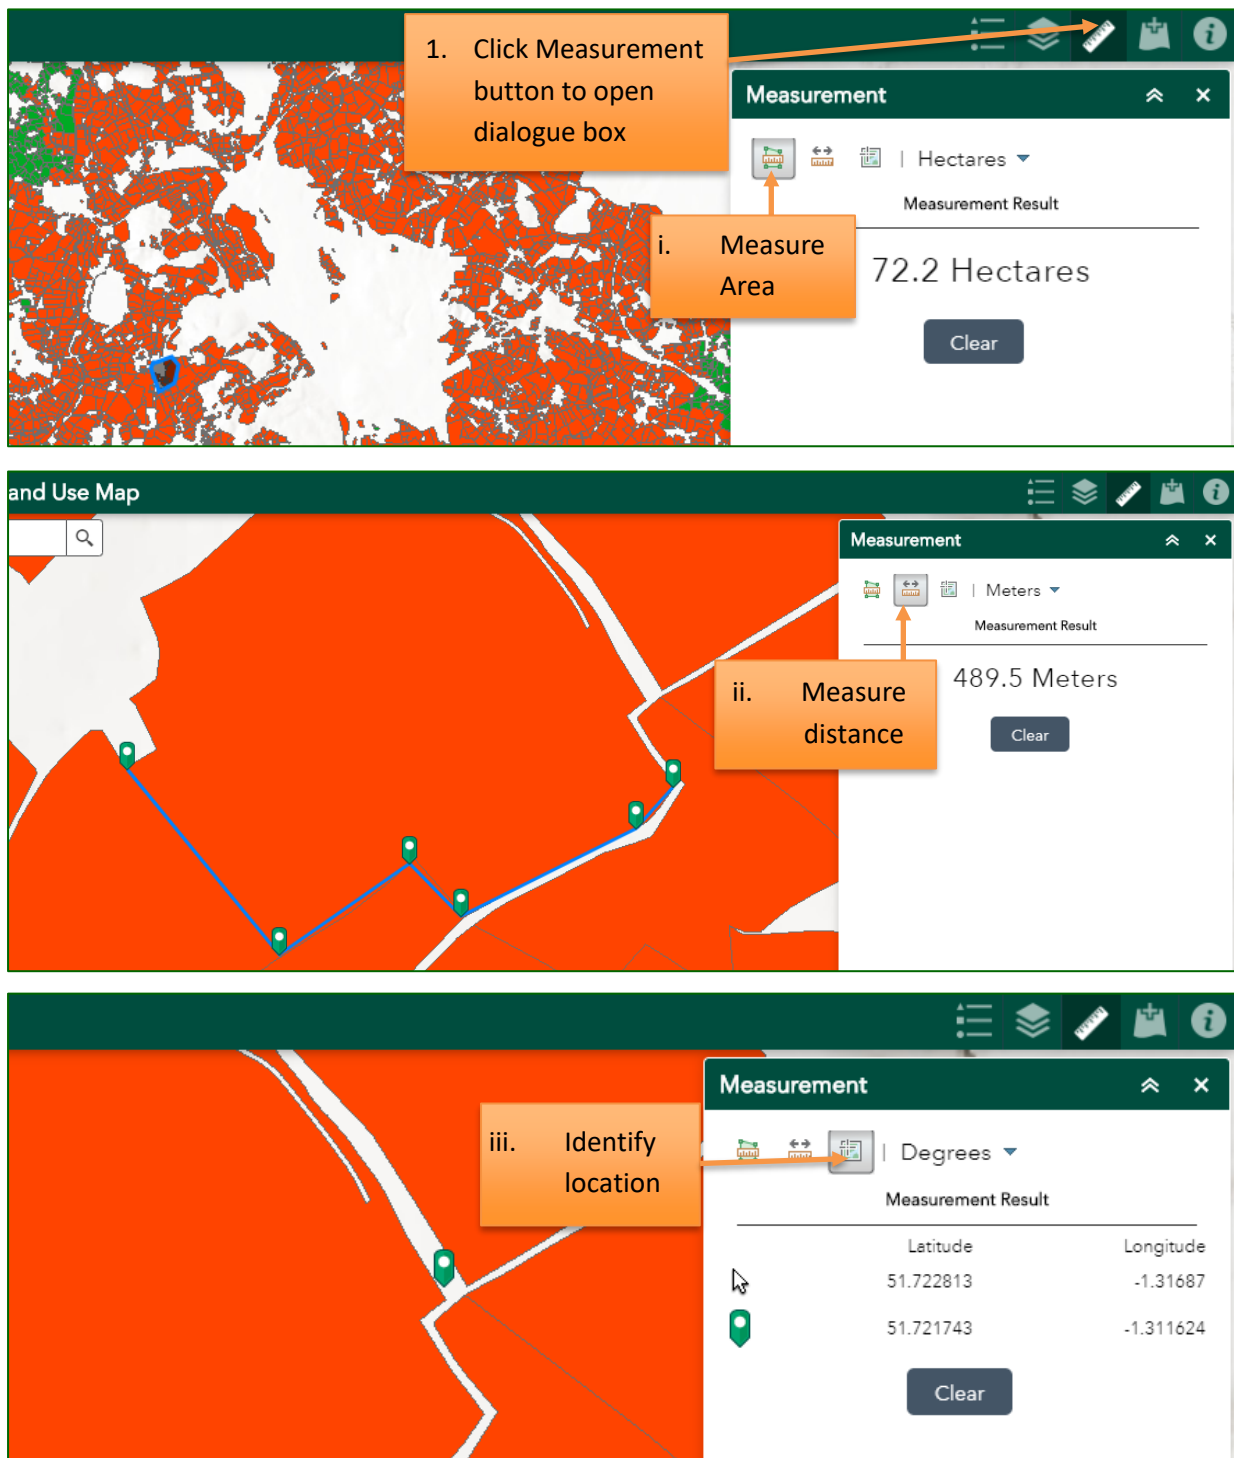 1. Click Measurement
button to open
dialogue box
Measurement
| Hectares
Measurement Result
i. Measure
Area
72.2 Hectares
Clear
and Use Map
Measurement
| Meters
Measurement Result
ii. Measure
distance
489.5 Meters
Clear
Measurement
iii. Identify
location
| Degrees
Measurement Result
Latitude Longitude
51.722813 -1.31687
51.721743 -1.311624
Clear